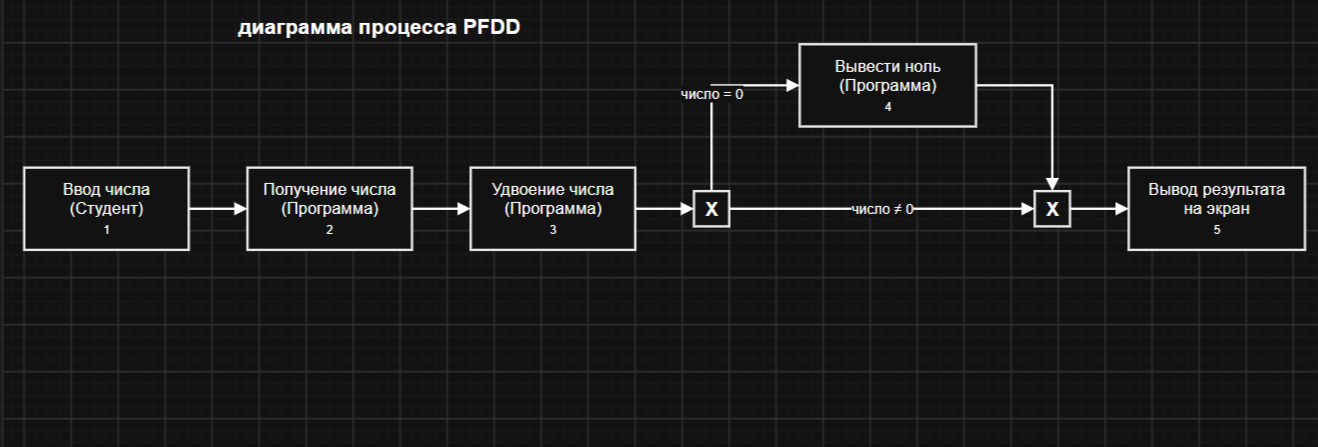 диаграмма процесса PFDD
Вывести ноль
(Программа)
4
число = 0
Ввод числа
(Студент)
1
Получение числа
(Программа)
2
Удвоение числа
(Программа)
3
X
число ≠ 0
X
Вывод результата
на экран
5